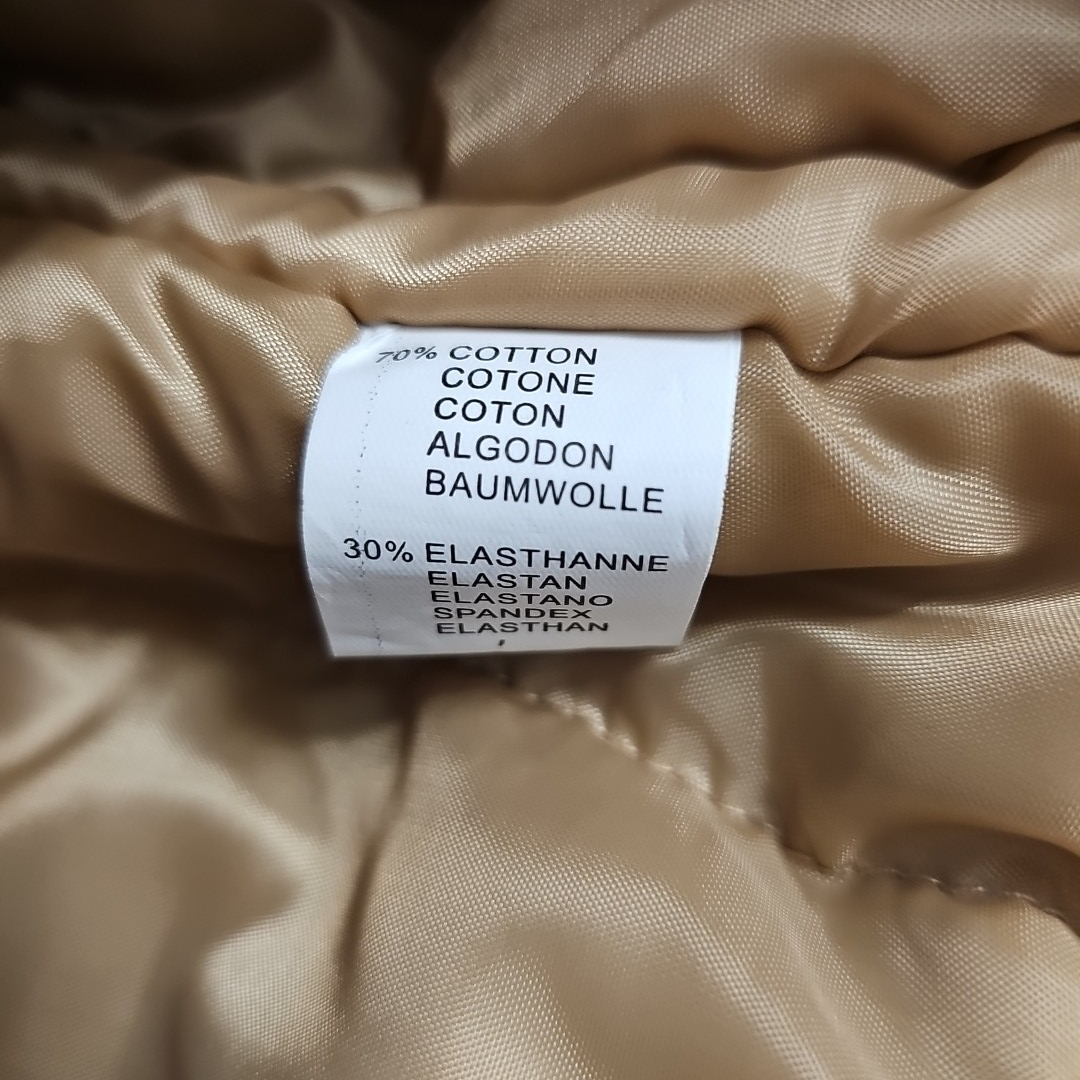 70% COTTON
COTONE
COTON
ALGODON
BAUMWOLLE
30% ELASTHANNE
ELASTAN
ELASTANO
SPANDEX
ELASTHAN